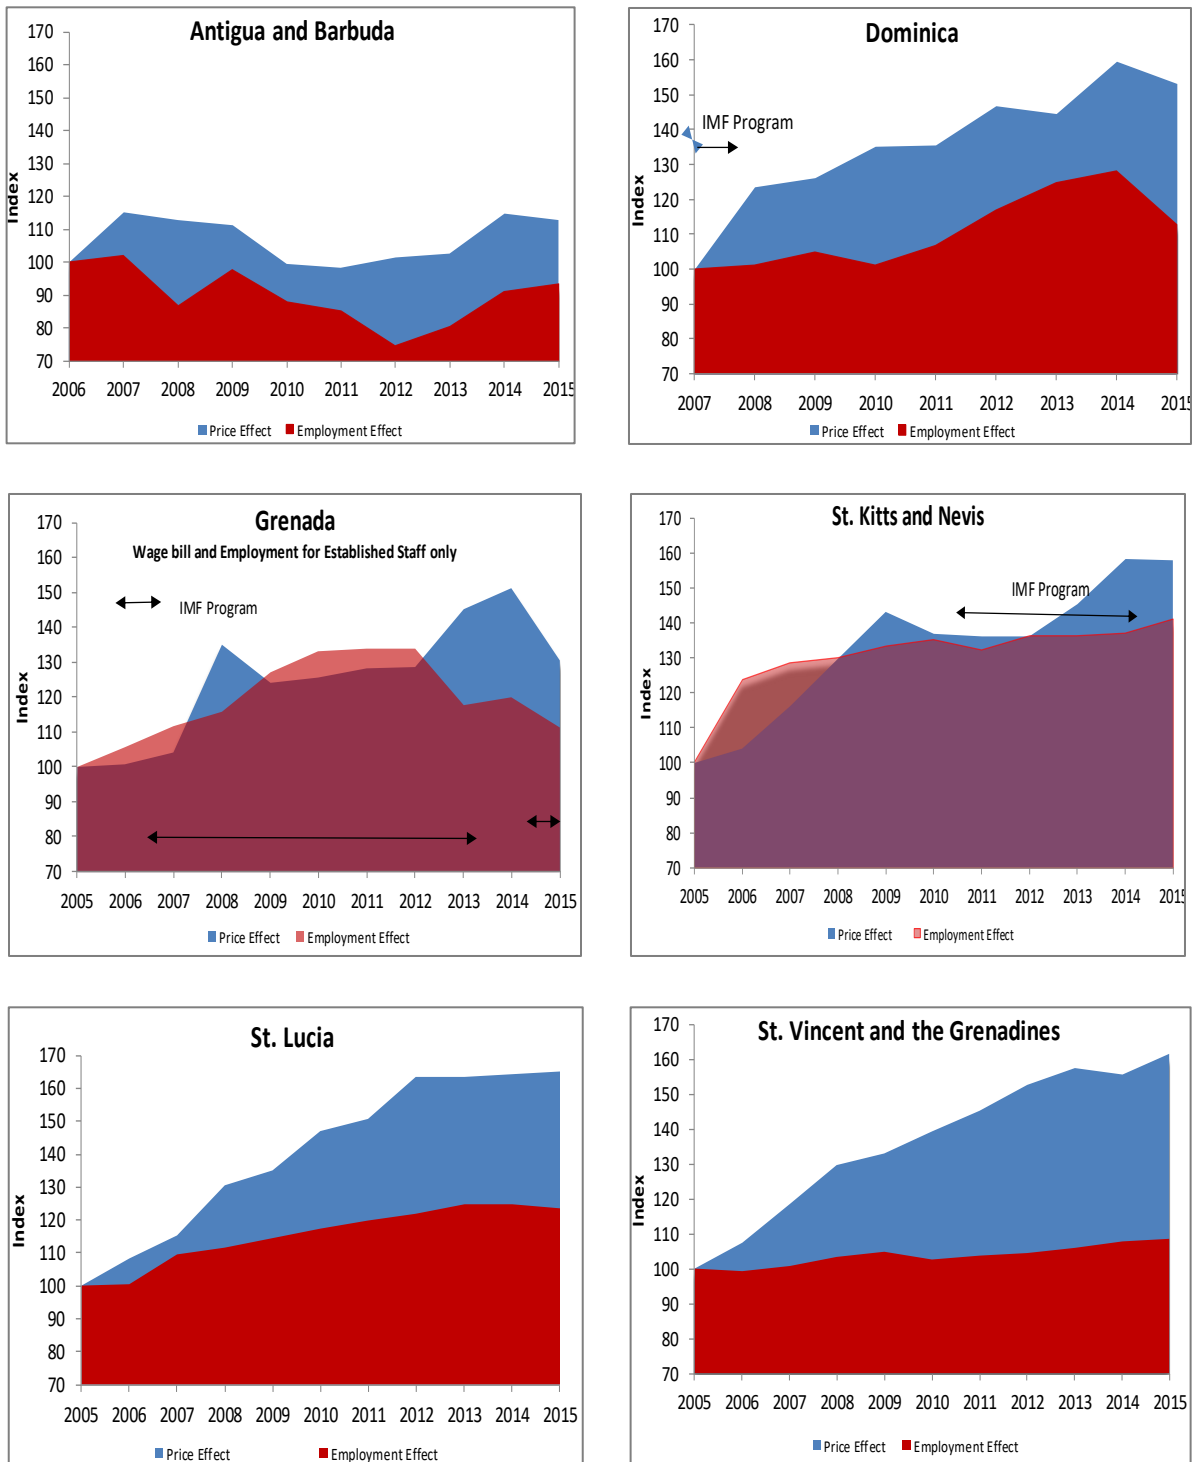 Antigua and Barbuda
170
160
150
140
130
120
110
100
90
80
70
Index
2006 2007 2008 2009 2010 2011 2012 2013 2014 2015
Price Effect Employment Effect
Dominica
170
160
150
140
130
120
110
100
90
80
70
Index
IMF Program
2007 2008 2009 2010 2011 2012 2013 2014 2015
Price Effect Employment Effect
Grenada
Wage bill and Employment for Established Staff only
170
160
150
140
130
120
110
100
90
80
70
Index
IMF Program
2005 2006 2007 2008 2009 2010 2011 2012 2013 2014 2015
Price Effect Employment Effect
St. Kitts and Nevis
170
160
150
140
130
120
110
100
90
80
70
Index
IMF Program
2005 2006 2007 2008 2009 2010 2011 2012 2013 2014 2015
Price Effect Employment Effect
St. Lucia
170
160
150
140
130
120
110
100
90
80
70
Index
2005 2006 2007 2008 2009 2010 2011 2012 2013 2014 2015
Price Effect Employment Effect
St. Vincent and the Grenadines
170
160
150
140
130
120
110
100
90
80
70
Index
2005 2006 2007 2008 2009 2010 2011 2012 2013 2014 2015
Price Effect Employment Effect